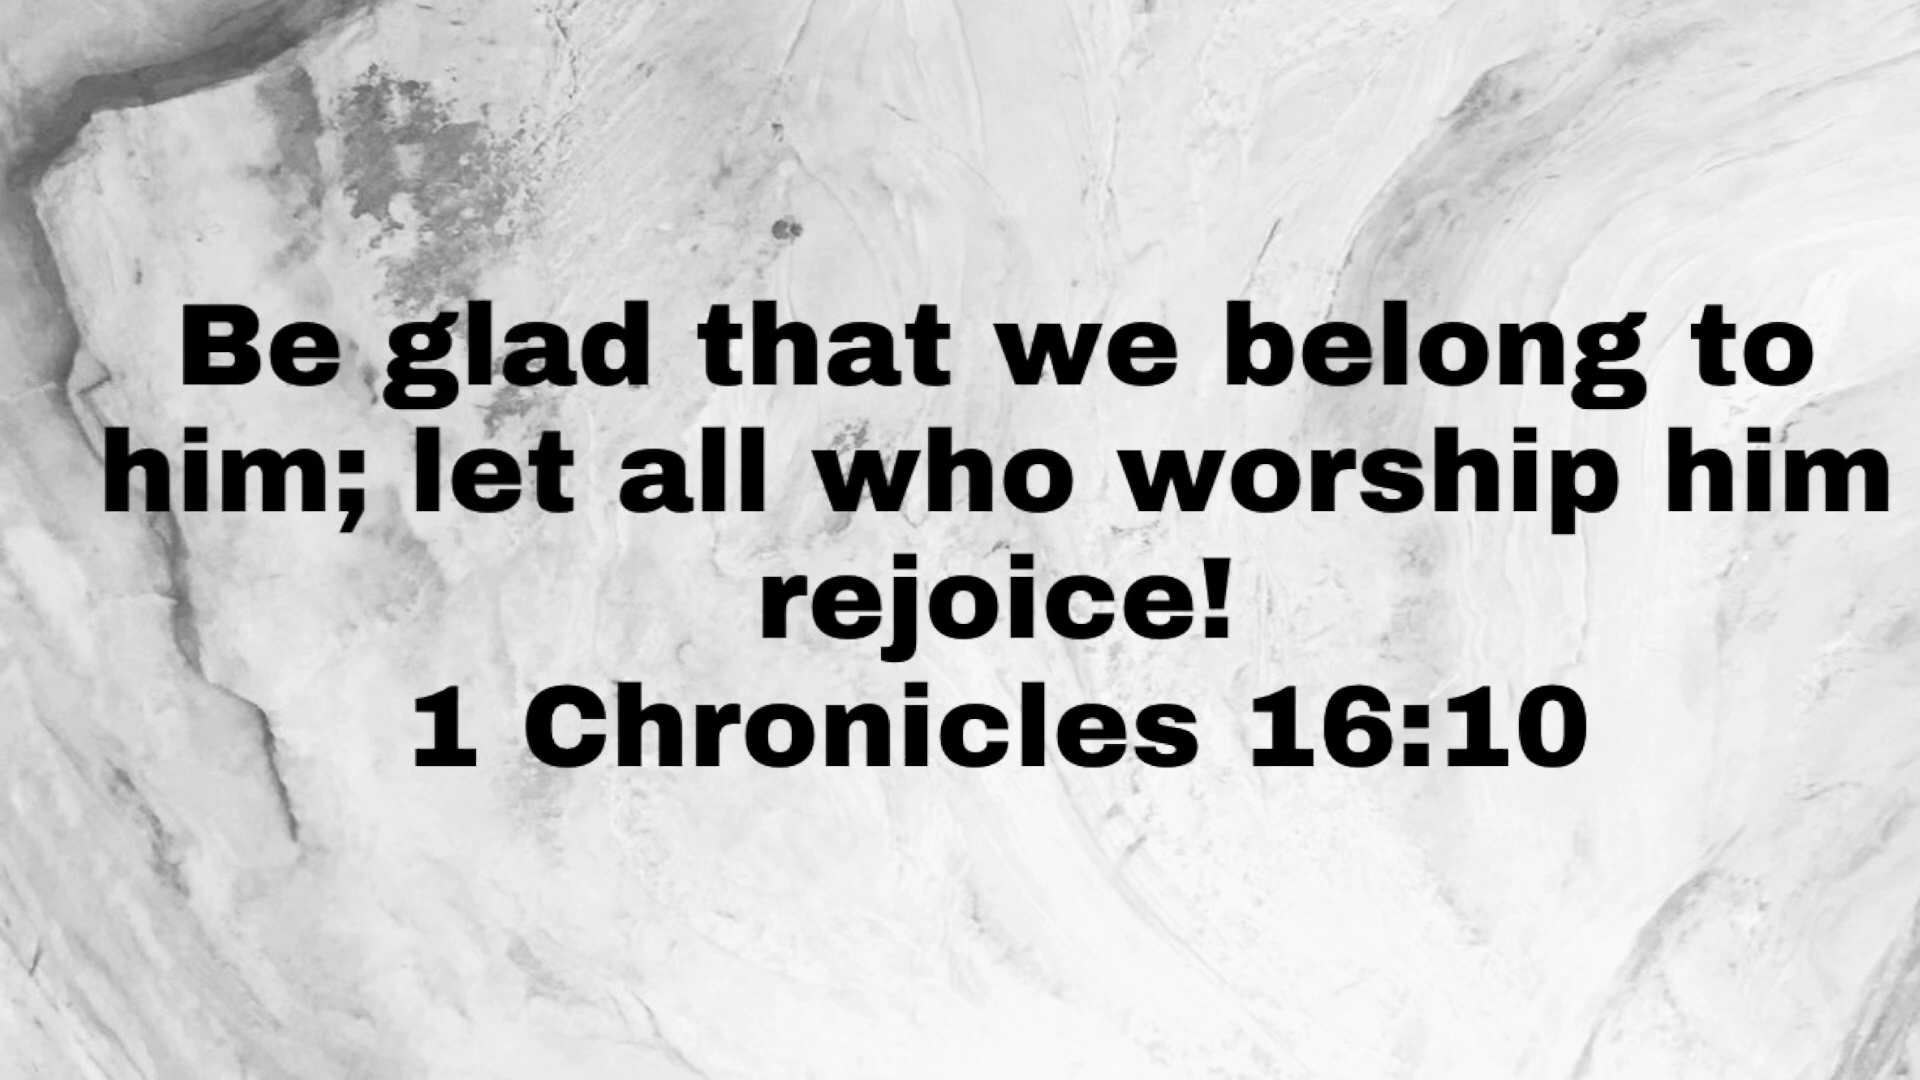 Be glad that we belong to
him; let all who worship him
rejoice!
1 Chronicles 16:10